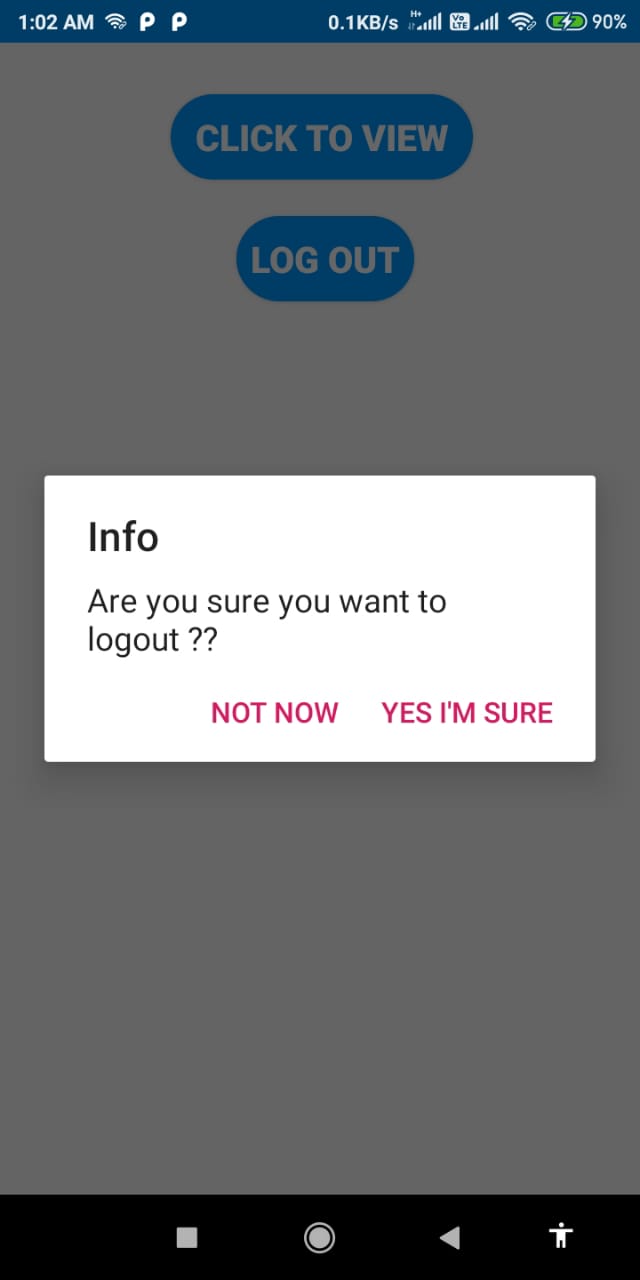 1:02 AM P P 0.1KB/s H+ Vo LTE 90%
CLICK TO VIEW
LOG OUT
Info
Are you sure you want to
logout ??
NOT NOW YES I'M SURE